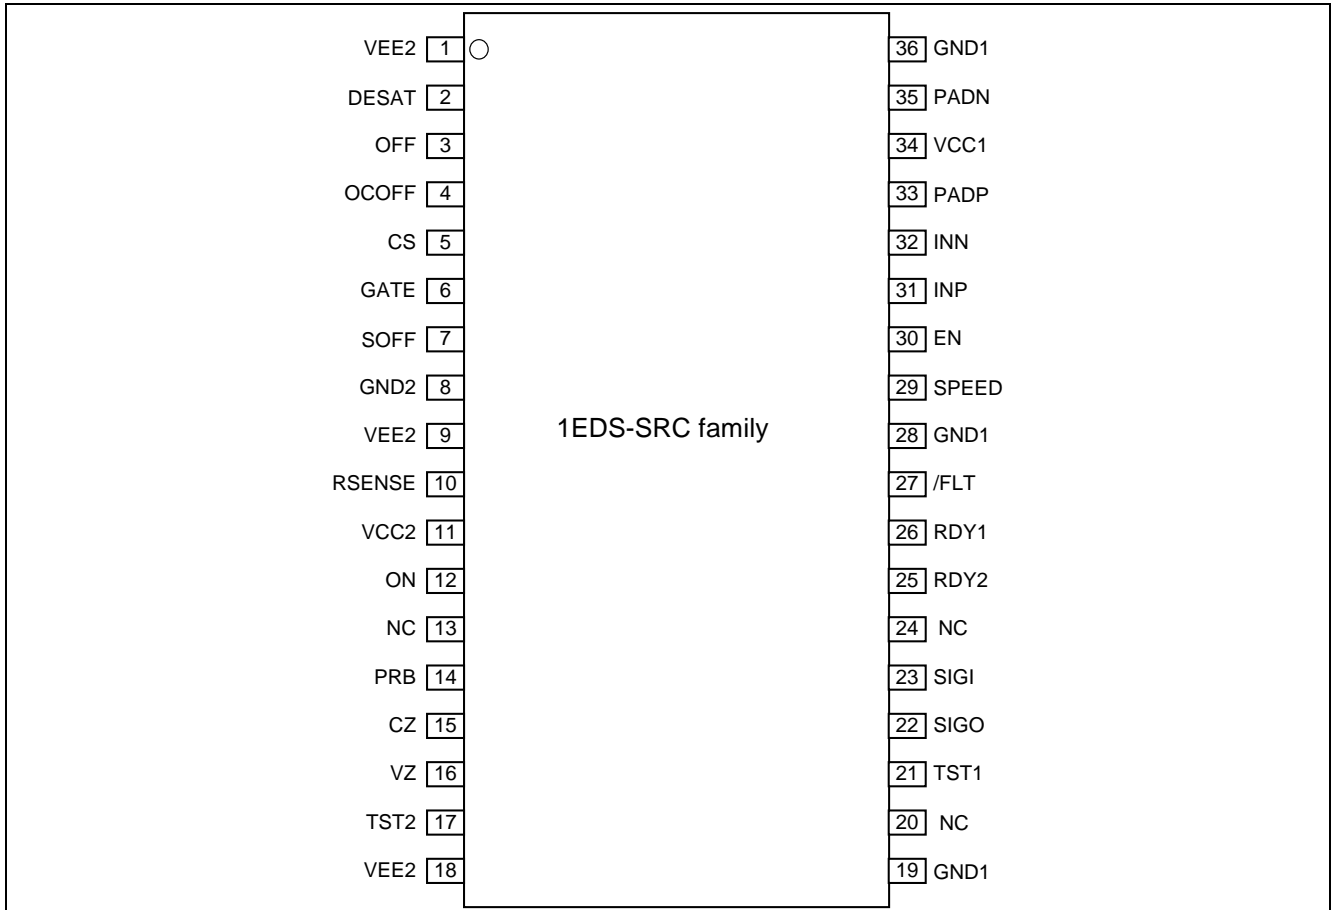 VEE2 1 36 GND1
DESAT 2 35 PADN
OFF 3 34 VCC1
OCOFF 4 33 PADP
CS 5 32 INN
GATE 6 31 INP
SOFF 7 30 EN
GND2 8 29 SPEED
1EDS-SRC family
VEE2 9 28 GND1
RSENSE 10 27 /FLT
VCC2 11 26 RDY1
ON 12 25 RDY2
NC 13 24 NC
PRB 14 23 SIGI
CZ 15 22 SIGO
VZ 16 21 TST1
TST2 17 20 NC
VEE2 18 19 GND1